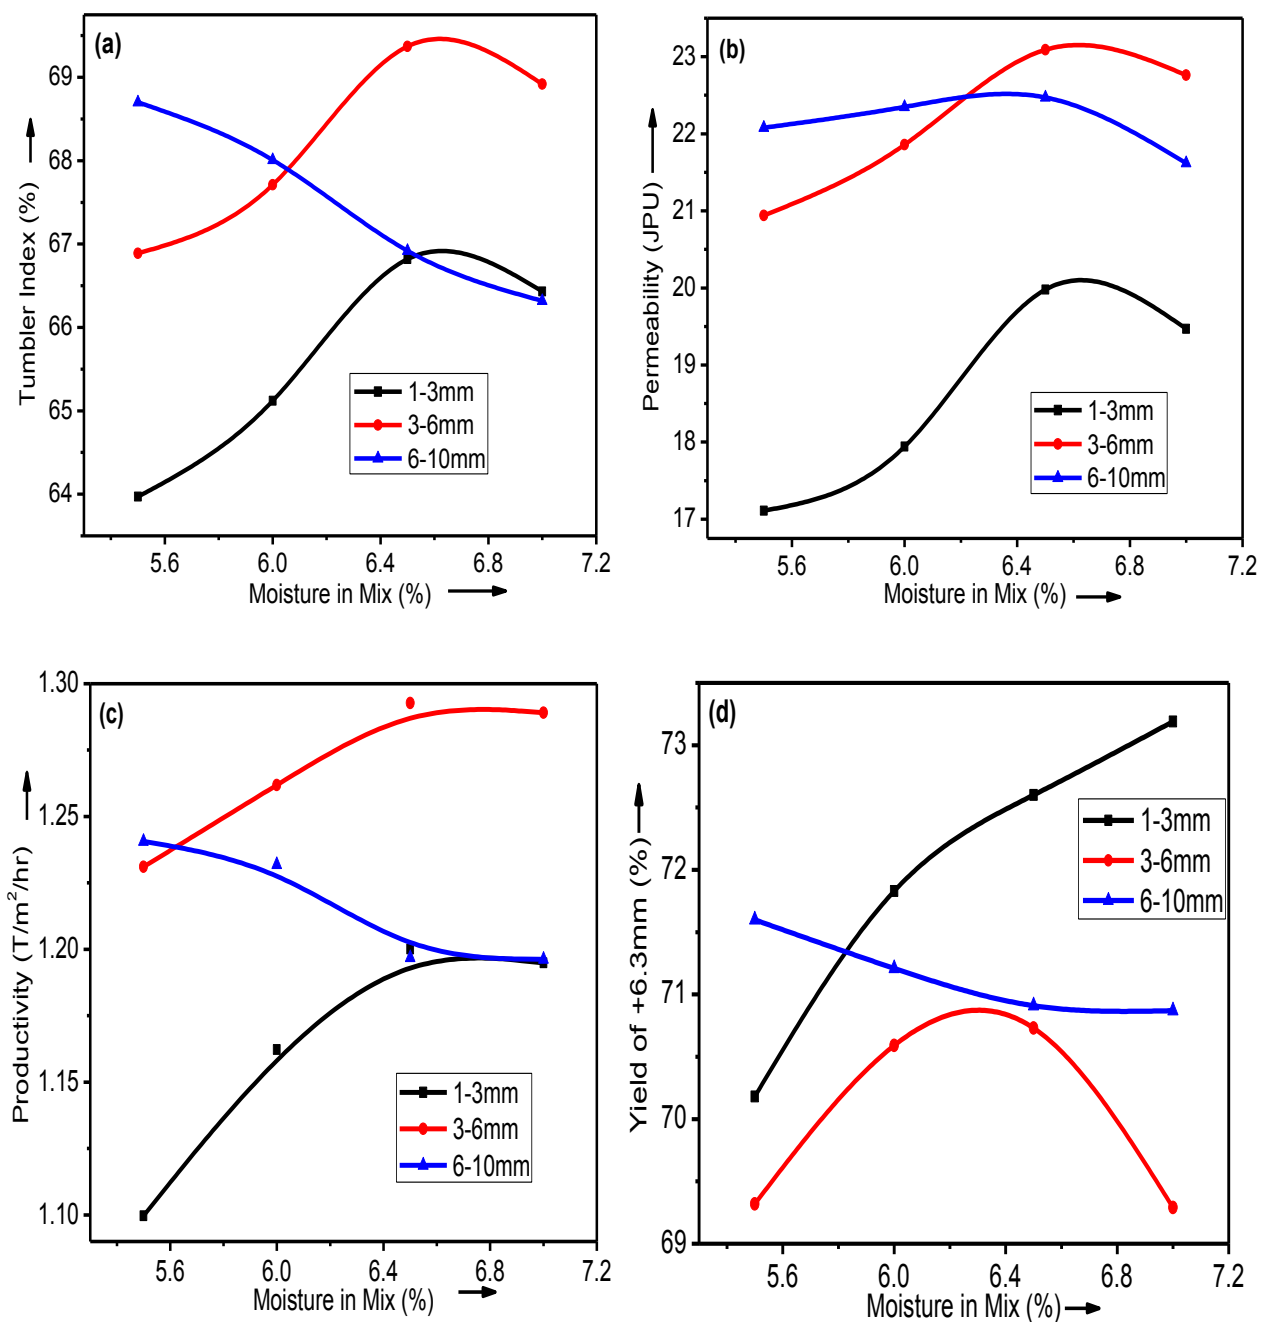 (a)
69
68
67
66
65
64
Tumbler Index (%)
1-3mm
3-6mm
6-10mm
5.6 6.0 6.4 6.8 7.2
Moisture in Mix (%)
(b)
23
22
21
20
19
18
17
Permeability (JPU)
1-3mm
3-6mm
6-10mm
5.6 6.0 6.4 6.8 7.2
Moisture in Mix (%)
(c)
1.30
1.25
1.20
1.15
1.10
Productivity (T/m²/hr)
1-3mm
3-6mm
6-10mm
5.6 6.0 6.4 6.8 7.2
Moisture in Mix (%)
(d)
73
72
71
70
69
Yield of +6.3mm (%)
1-3mm
3-6mm
6-10mm
5.6 6.0 6.4 6.8 7.2
Moisture in Mix (%)